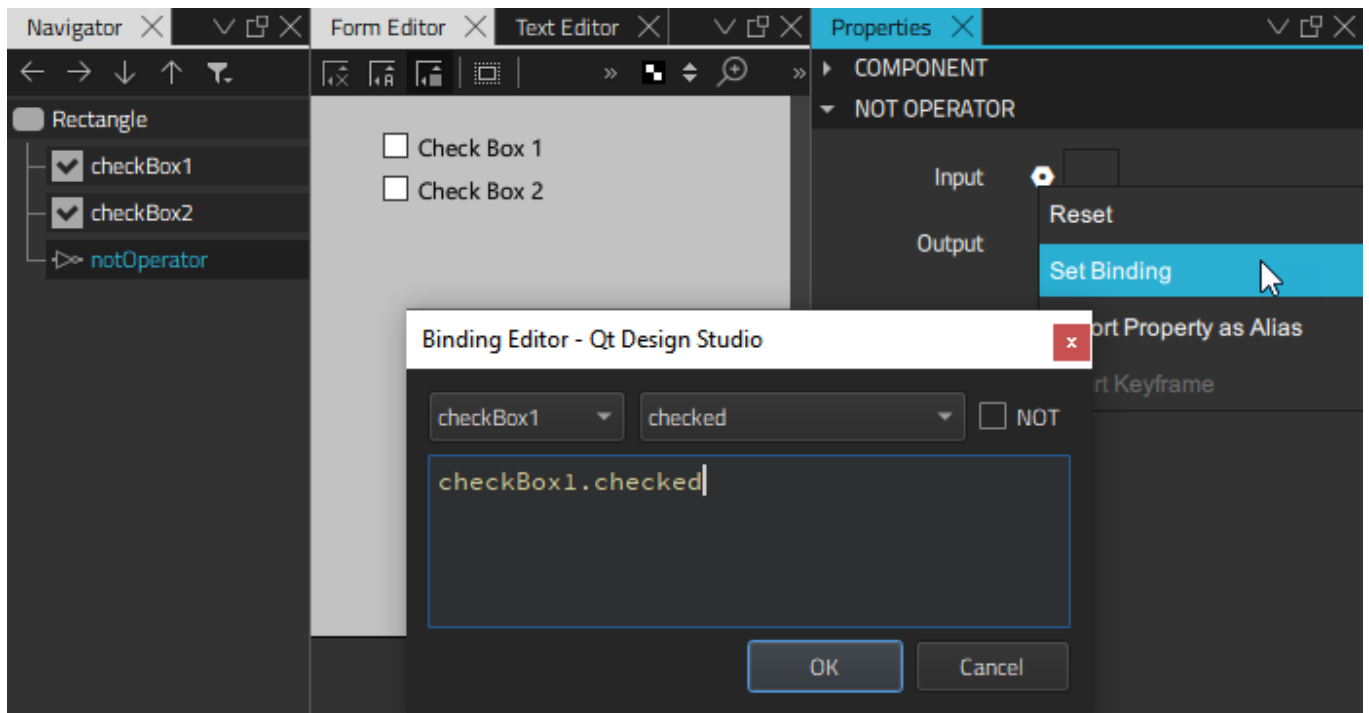 Navigator
Form Editor
Text Editor
Properties
COMPONENT
NOT OPERATOR
Rectangle
checkBox1
checkBox2
notOperator
Check Box 1
Check Box 2
Input
Output
Reset
Set Binding
ort Property as Alias
rt Keyframe
Binding Editor - Qt Design Studio
x
checkBox1
checked
NOT
checkBox1.checked
OK
Cancel